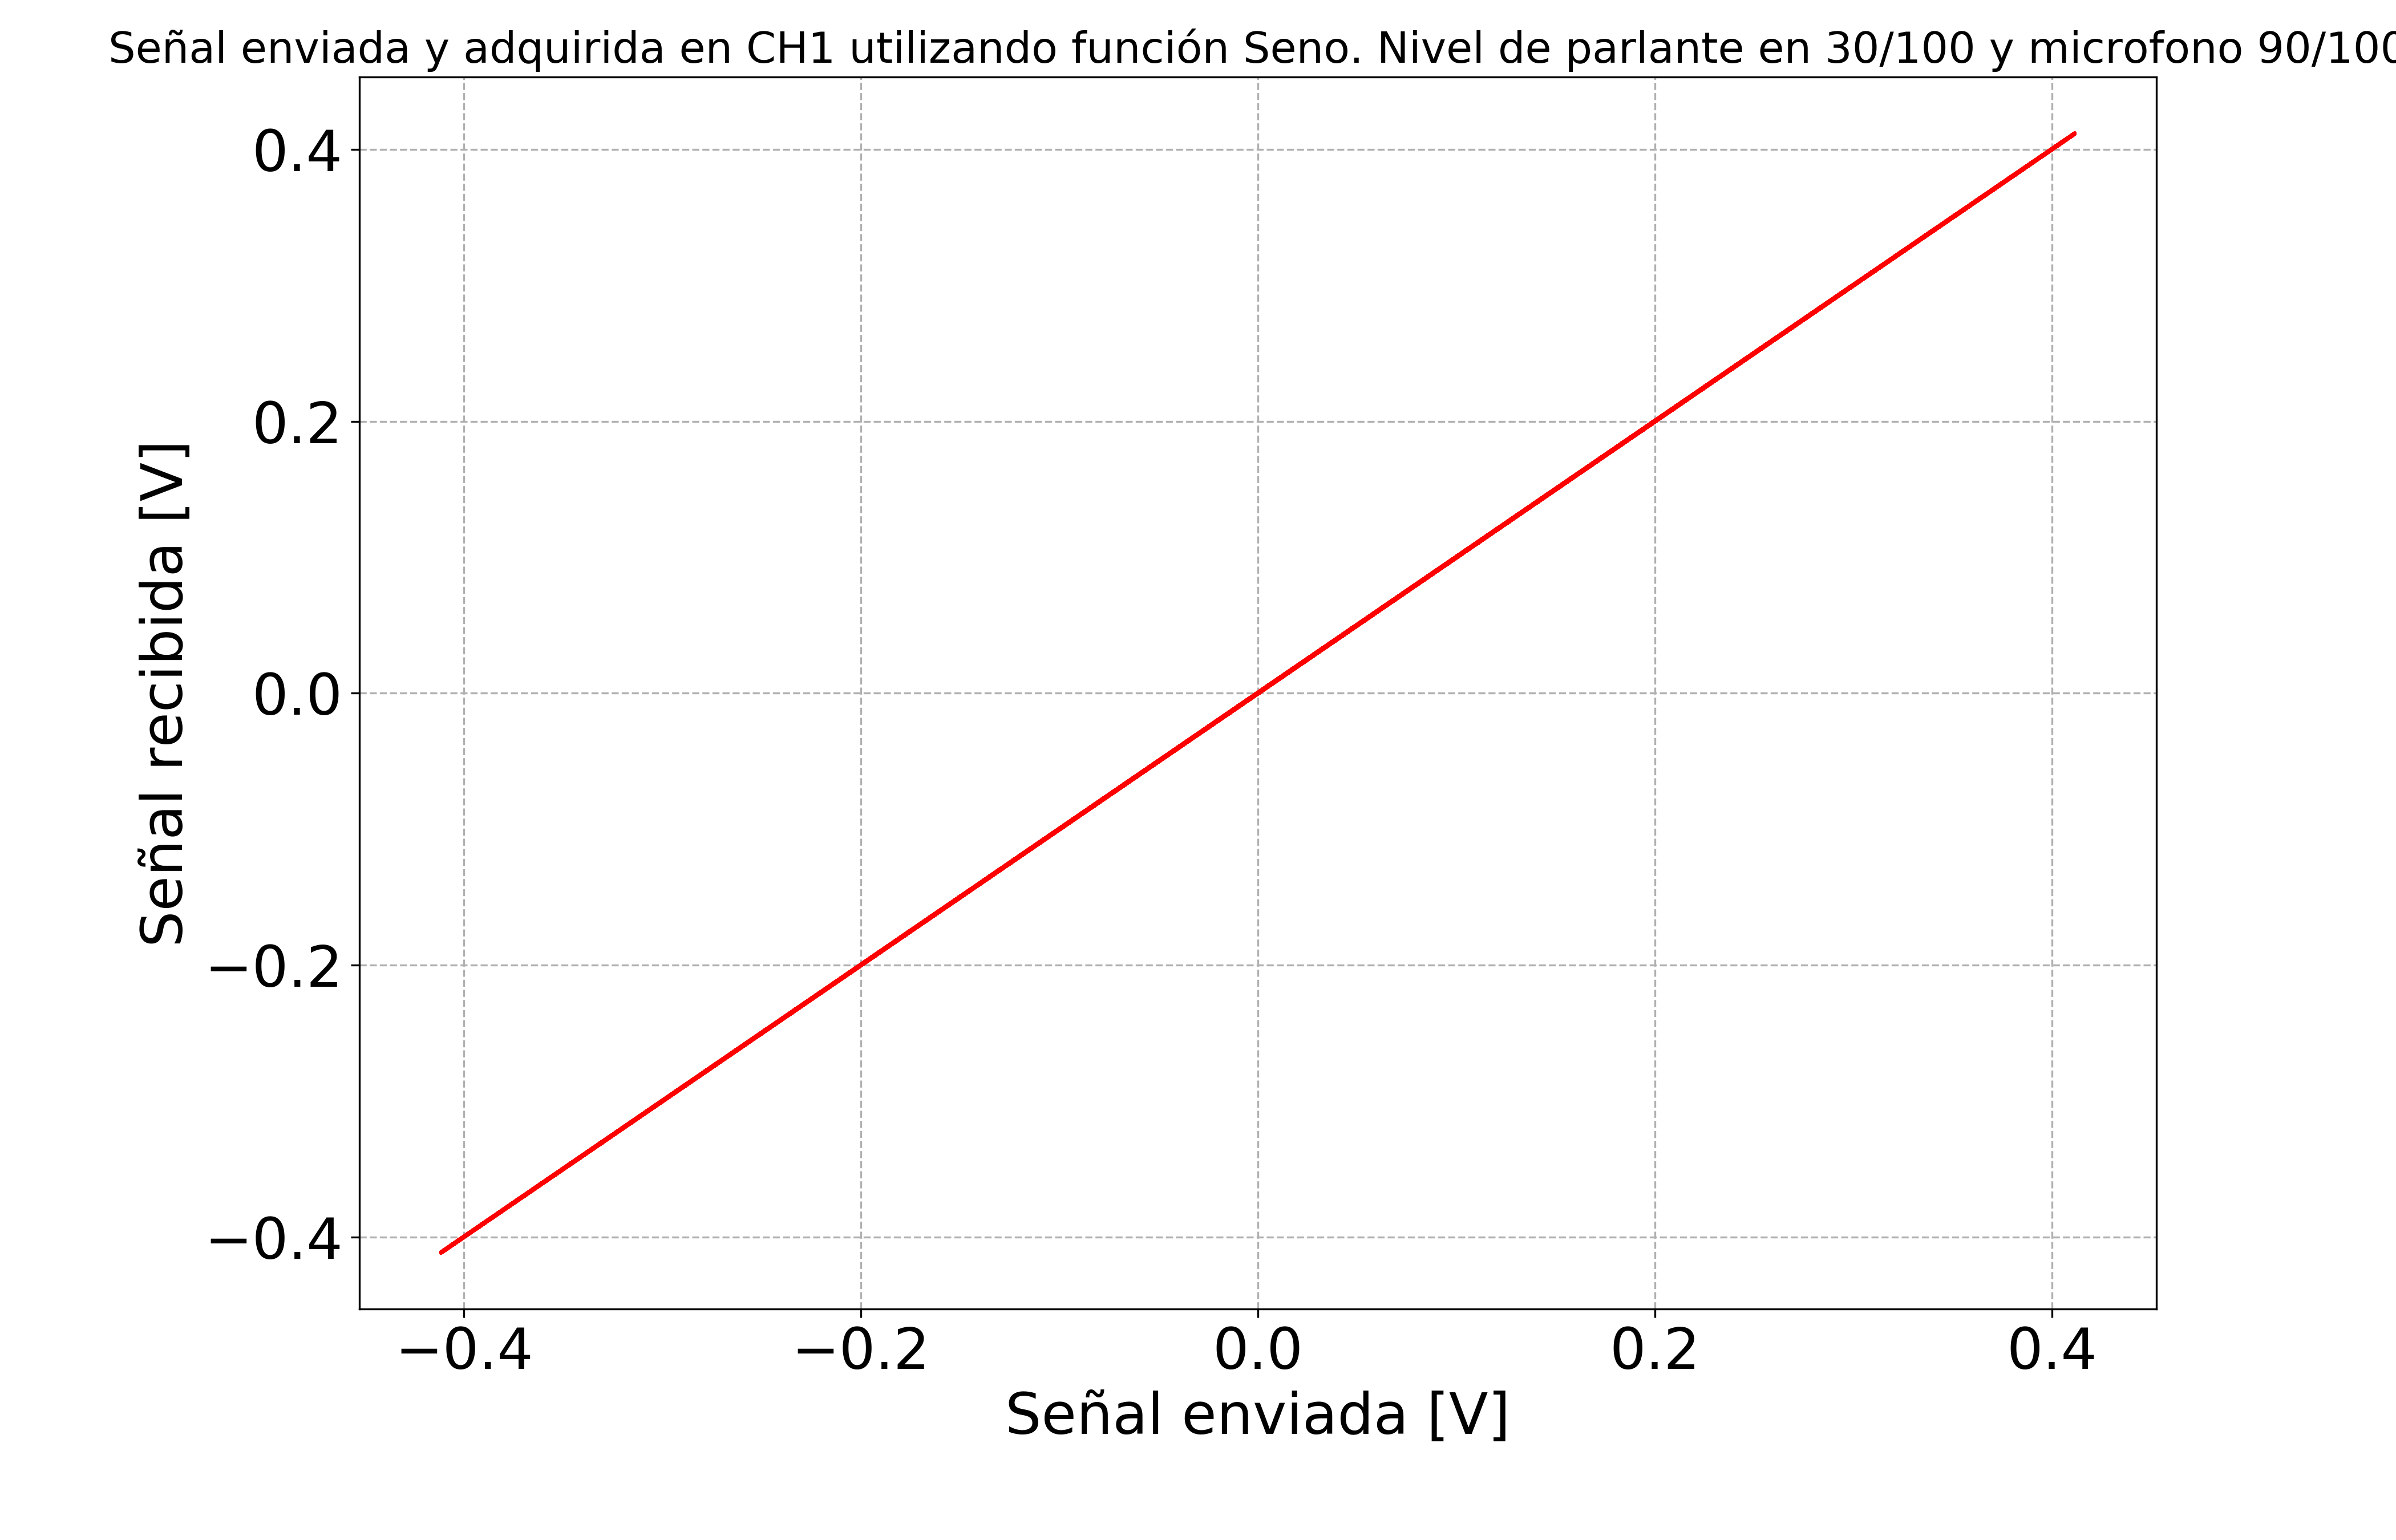 Señal enviada y adquirida en CH1 utilizando función Seno. Nivel de parlante en 30/100 y microfono 90/100
0.4
0.2
0.0
−0.2
−0.4
Señal recibida [V]
−0.4 −0.2 0.0 0.2 0.4
Señal enviada [V]